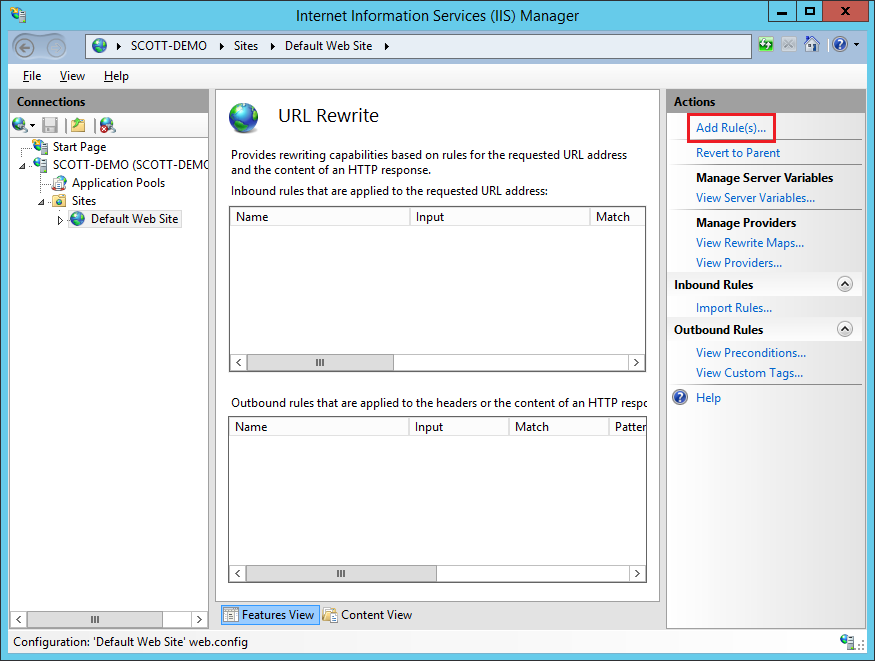 Internet Information Services (IIS) Manager
SCOTT-DEMO Sites Default Web Site
File View Help
Connections
Start Page
SCOTT-DEMO (SCOTT-DEMO
Application Pools
Sites
Default Web Site
URL Rewrite
Provides rewriting capabilities based on rules for the requested URL address
and the content of an HTTP response.
Inbound rules that are applied to the requested URL address:
Name Input Match
Outbound rules that are applied to the headers or the content of an HTTP respo
Name Input Match Patter
Features View Content View
Actions
Add Rule(s)...
Revert to Parent
Manage Server Variables
View Server Variables...
Manage Providers
View Rewrite Maps...
View Providers...
Inbound Rules
Import Rules...
Outbound Rules
View Preconditions...
View Custom Tags...
Help
Configuration: 'Default Web Site' web.config